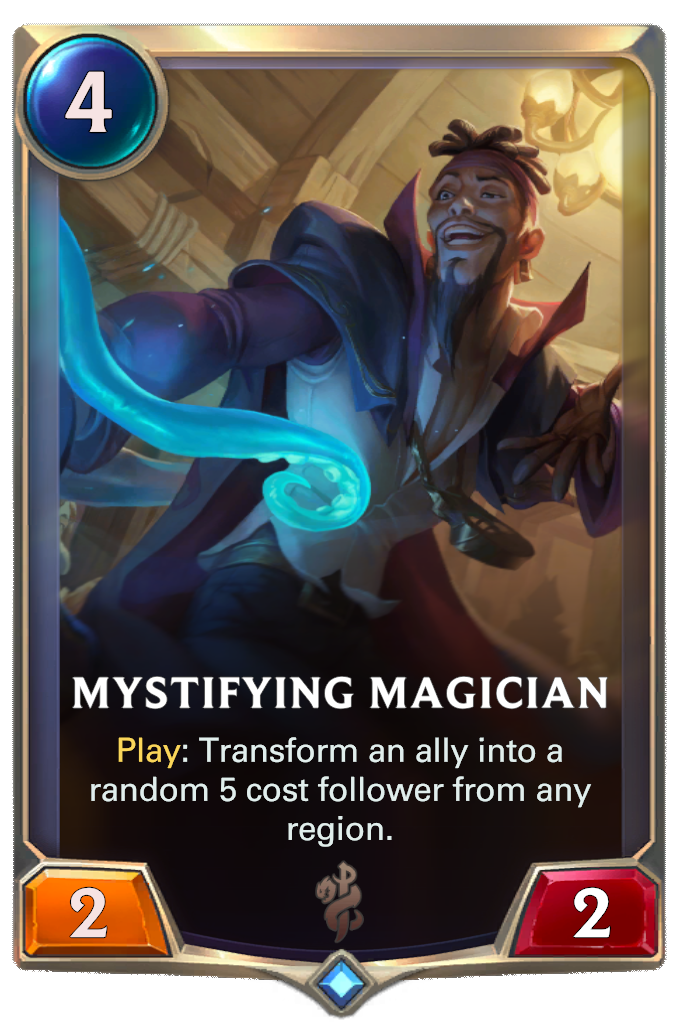 4
MYSTIFYING MAGICIAN
Play: Transform an ally into a
random 5 cost follower from any
region.
2
2